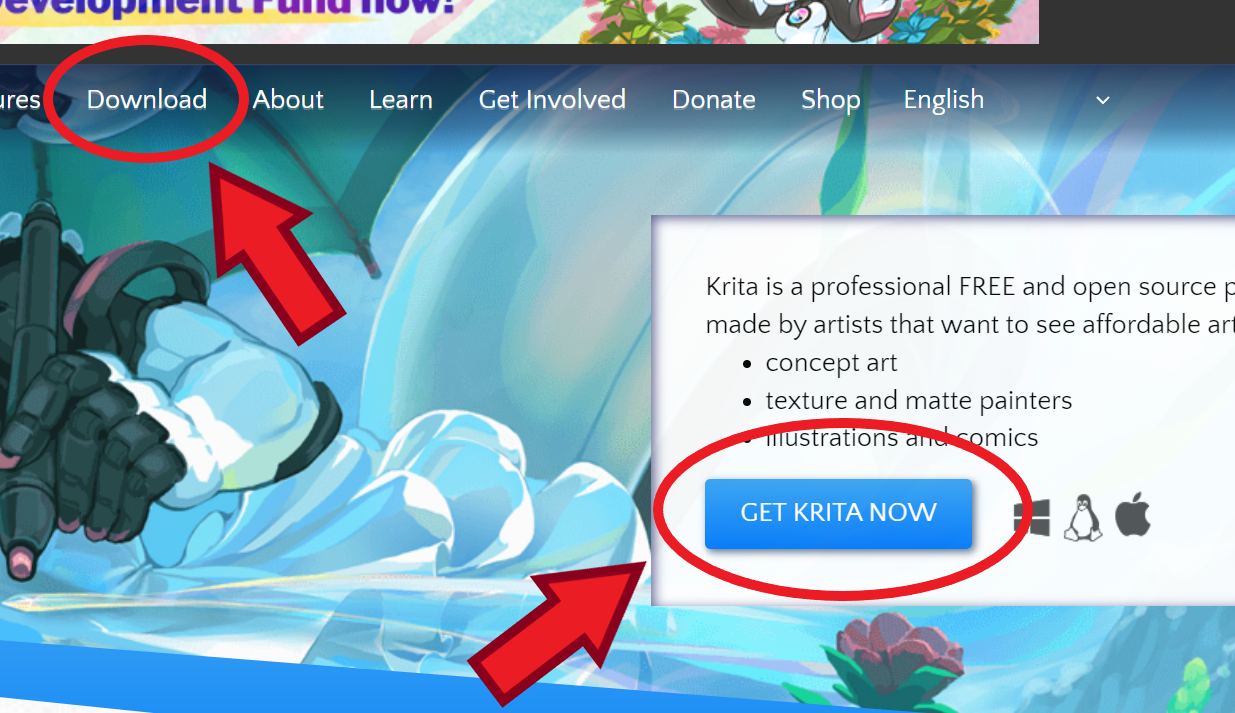 Development Fund now!
ures Download About Learn Get Involved Donate Shop English
Krita is a professional FREE and open source p
made by artists that want to see affordable art
• concept art
• texture and matte painters
• illustrations and comics
GET KRITA NOW